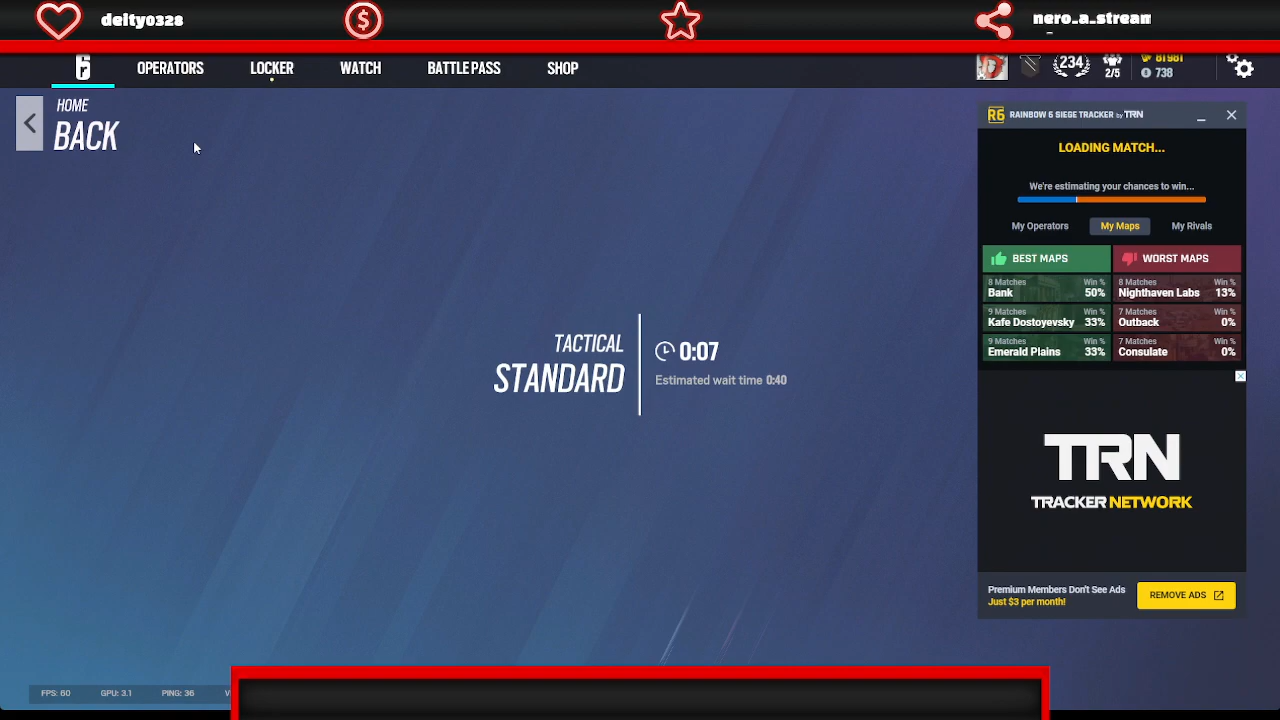 deity0328
nero_a_stream
OPERATORS
LOCKER
WATCH
BATTLE PASS
SHOP
234
2/5
81981
738
HOME
BACK
R6 RAINBOW 6 SIEGE TRACKER by TRN
LOADING MATCH...
We're estimating your chances to win...
My Operators
My Maps
My Rivals
BEST MAPS
WORST MAPS
8 Matches Win %
Bank 50%
8 Matches Win %
Nighthaven Labs 13%
9 Matches Win %
Kafe Dostoyevsky 33%
7 Matches Win %
Outback 0%
9 Matches Win %
Emerald Plains 33%
7 Matches Win %
Consulate 0%
TACTICAL
STANDARD
0:07
Estimated wait time 0:40
TRN
TRACKER NETWORK
Premium Members Don't See Ads
Just $3 per month!
REMOVE ADS
FPS: 60
GPU: 3.1
PING: 36